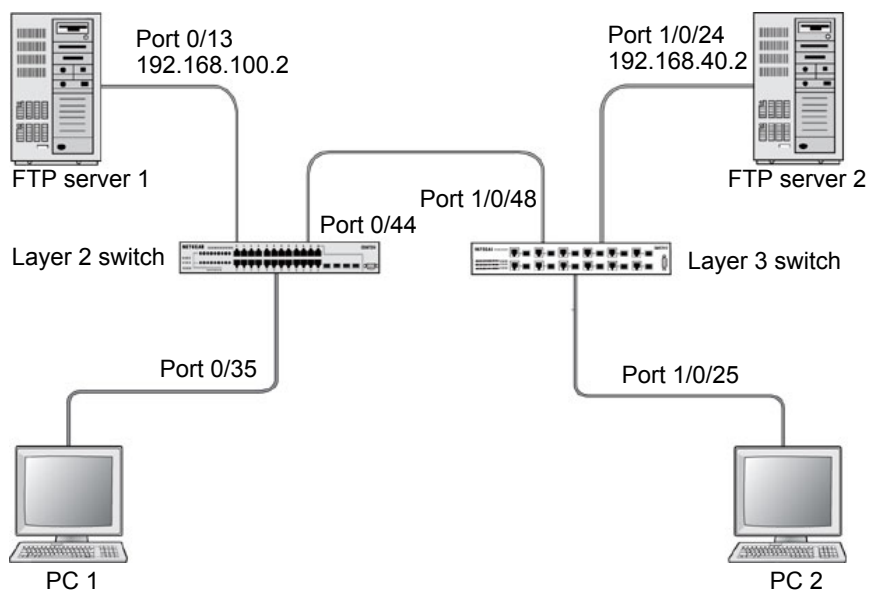 Port 0/13
192.168.100.2
Port 1/0/24
192.168.40.2
FTP server 1
FTP server 2
Port 1/0/48
Port 0/44
Layer 2 switch
NETGEAR
NETGEAR
Layer 3 switch
Port 0/35
Port 1/0/25
PC 1
PC 2